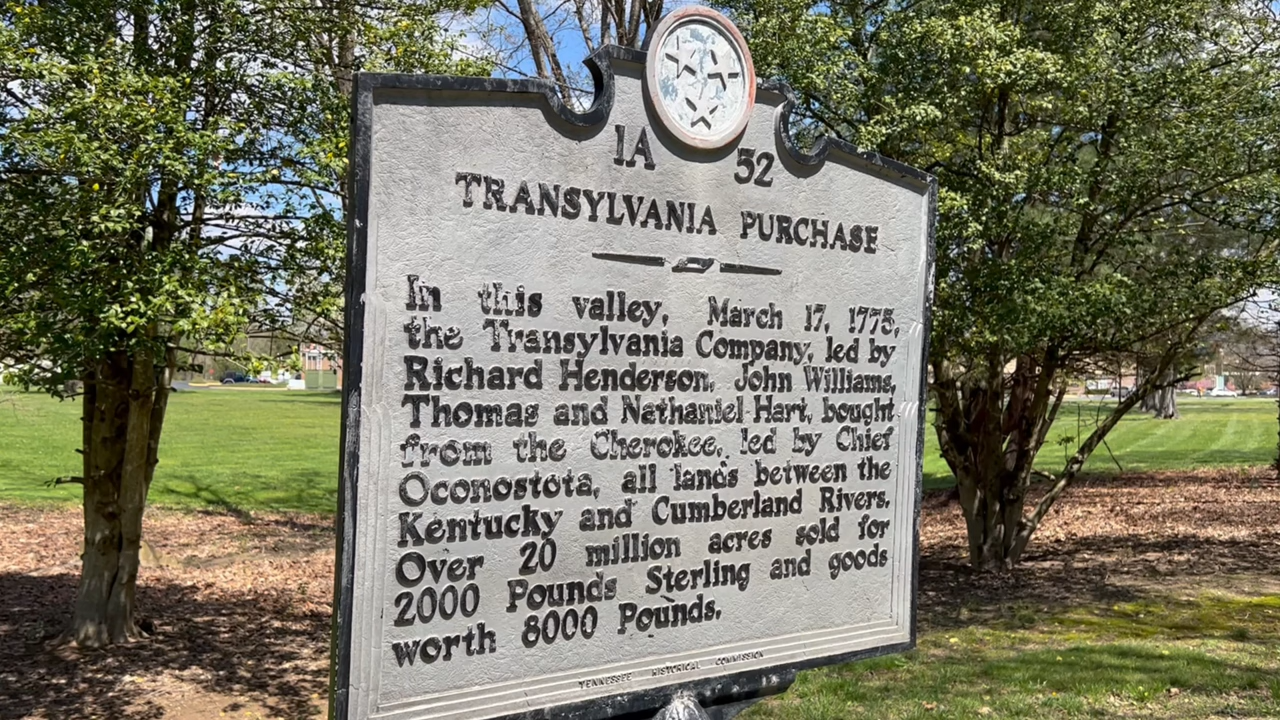 1A 52
TRANSYLVANIA PURCHASE
In this valley, March 17, 1775,
the Transylvania Company, led by
Richard Henderson, John Williams,
Thomas and Nathaniel Hart, bought
from the Cherokee, led by Chief
Oconostota, all lands between the
Kentucky and Cumberland Rivers.
Over 20 million acres sold for
2000 Pounds Sterling and goods
worth 8000 Pounds.
TENNESSEE HISTORICAL COMMISSION